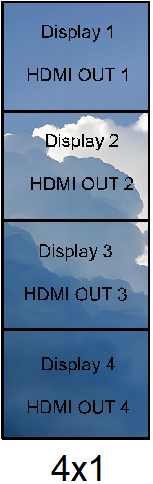 Display 1
HDMI OUT 1
Display 2
HDMI OUT 2
Display 3
HDMI OUT 3
Display 4
HDMI OUT 4
4x1